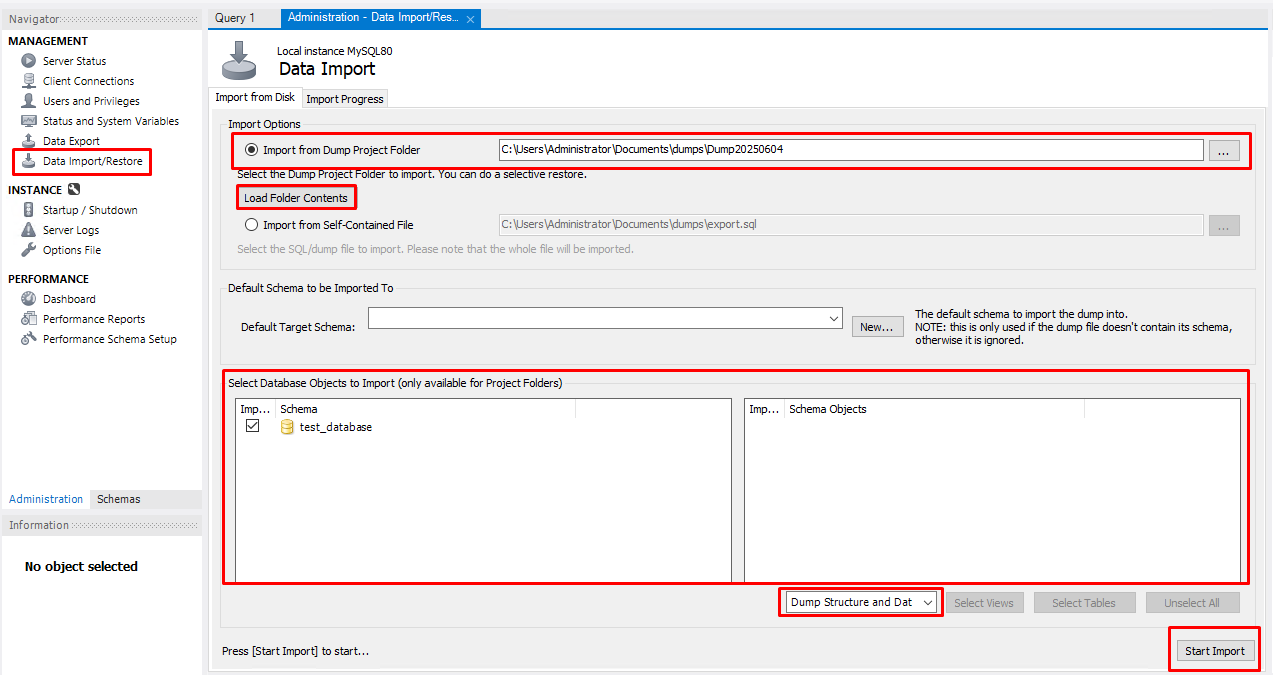 Navigator
MANAGEMENT
Server Status
Client Connections
Users and Privileges
Status and System Variables
Data Export
Data Import/Restore
INSTANCE
Startup / Shutdown
Server Logs
Options File
PERFORMANCE
Dashboard
Performance Reports
Performance Schema Setup
Administration Schemas
Information
No object selected
Query 1 Administration - Data Import/Res...
Local instance MySQL80
Data Import
Import from Disk Import Progress
Import Options
Import from Dump Project Folder C:\Users\Administrator\Documents\dumps\Dump20250604 ...
Select the Dump Project Folder to import. You can do a selective restore.
Load Folder Contents
Import from Self-Contained File C:\Users\Administrator\Documents\dumps\export.sql ...
Select the SQL/dump file to import. Please note that the whole file will be imported.
Default Schema to be Imported To
Default Target Schema: New...
The default schema to import the dump into.
NOTE: this is only used if the dump file doesn't contain its schema,
otherwise it is ignored.
Select Database Objects to Import (only available for Project Folders)
Imp... Schema
test_database
Imp... Schema Objects
Dump Structure and Dat Select Views Select Tables Unselect All
Press [Start Import] to start... Start Import